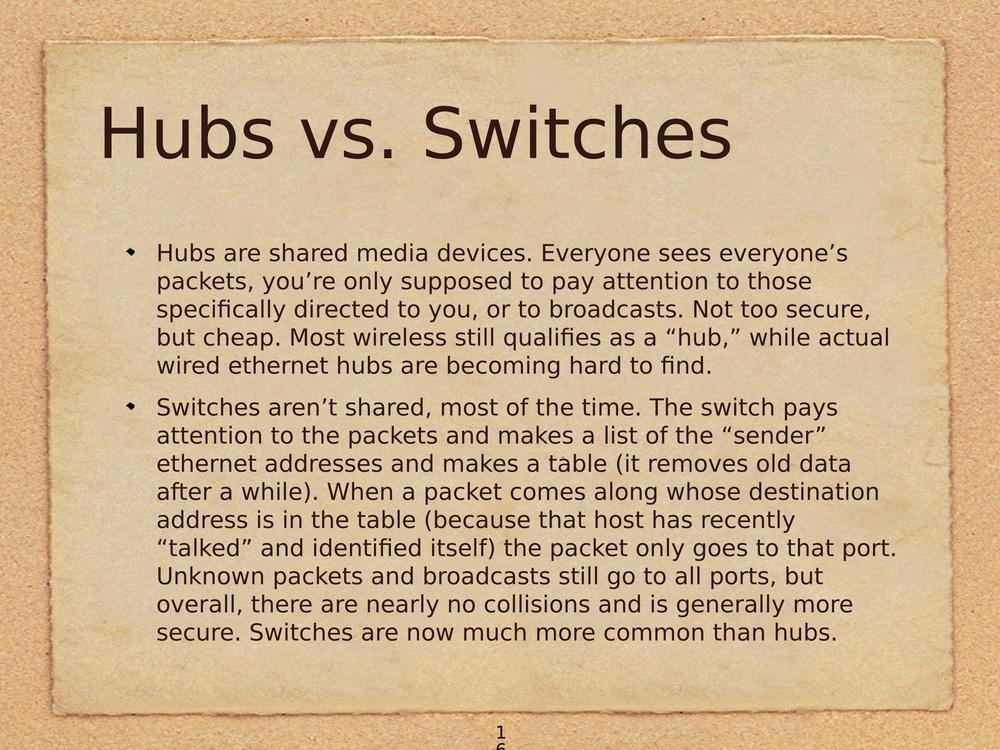 Hubs vs. Switches
Hubs are shared media devices. Everyone sees everyone’s
packets, you’re only supposed to pay attention to those
specifically directed to you, or to broadcasts. Not too secure,
but cheap. Most wireless still qualifies as a “hub,” while actual
wired ethernet hubs are becoming hard to find.
Switches aren’t shared, most of the time. The switch pays
attention to the packets and makes a list of the “sender”
ethernet addresses and makes a table (it removes old data
after a while). When a packet comes along whose destination
address is in the table (because that host has recently
“talked” and identified itself) the packet only goes to that port.
Unknown packets and broadcasts still go to all ports, but
overall, there are nearly no collisions and is generally more
secure. Switches are now much more common than hubs.
1
6